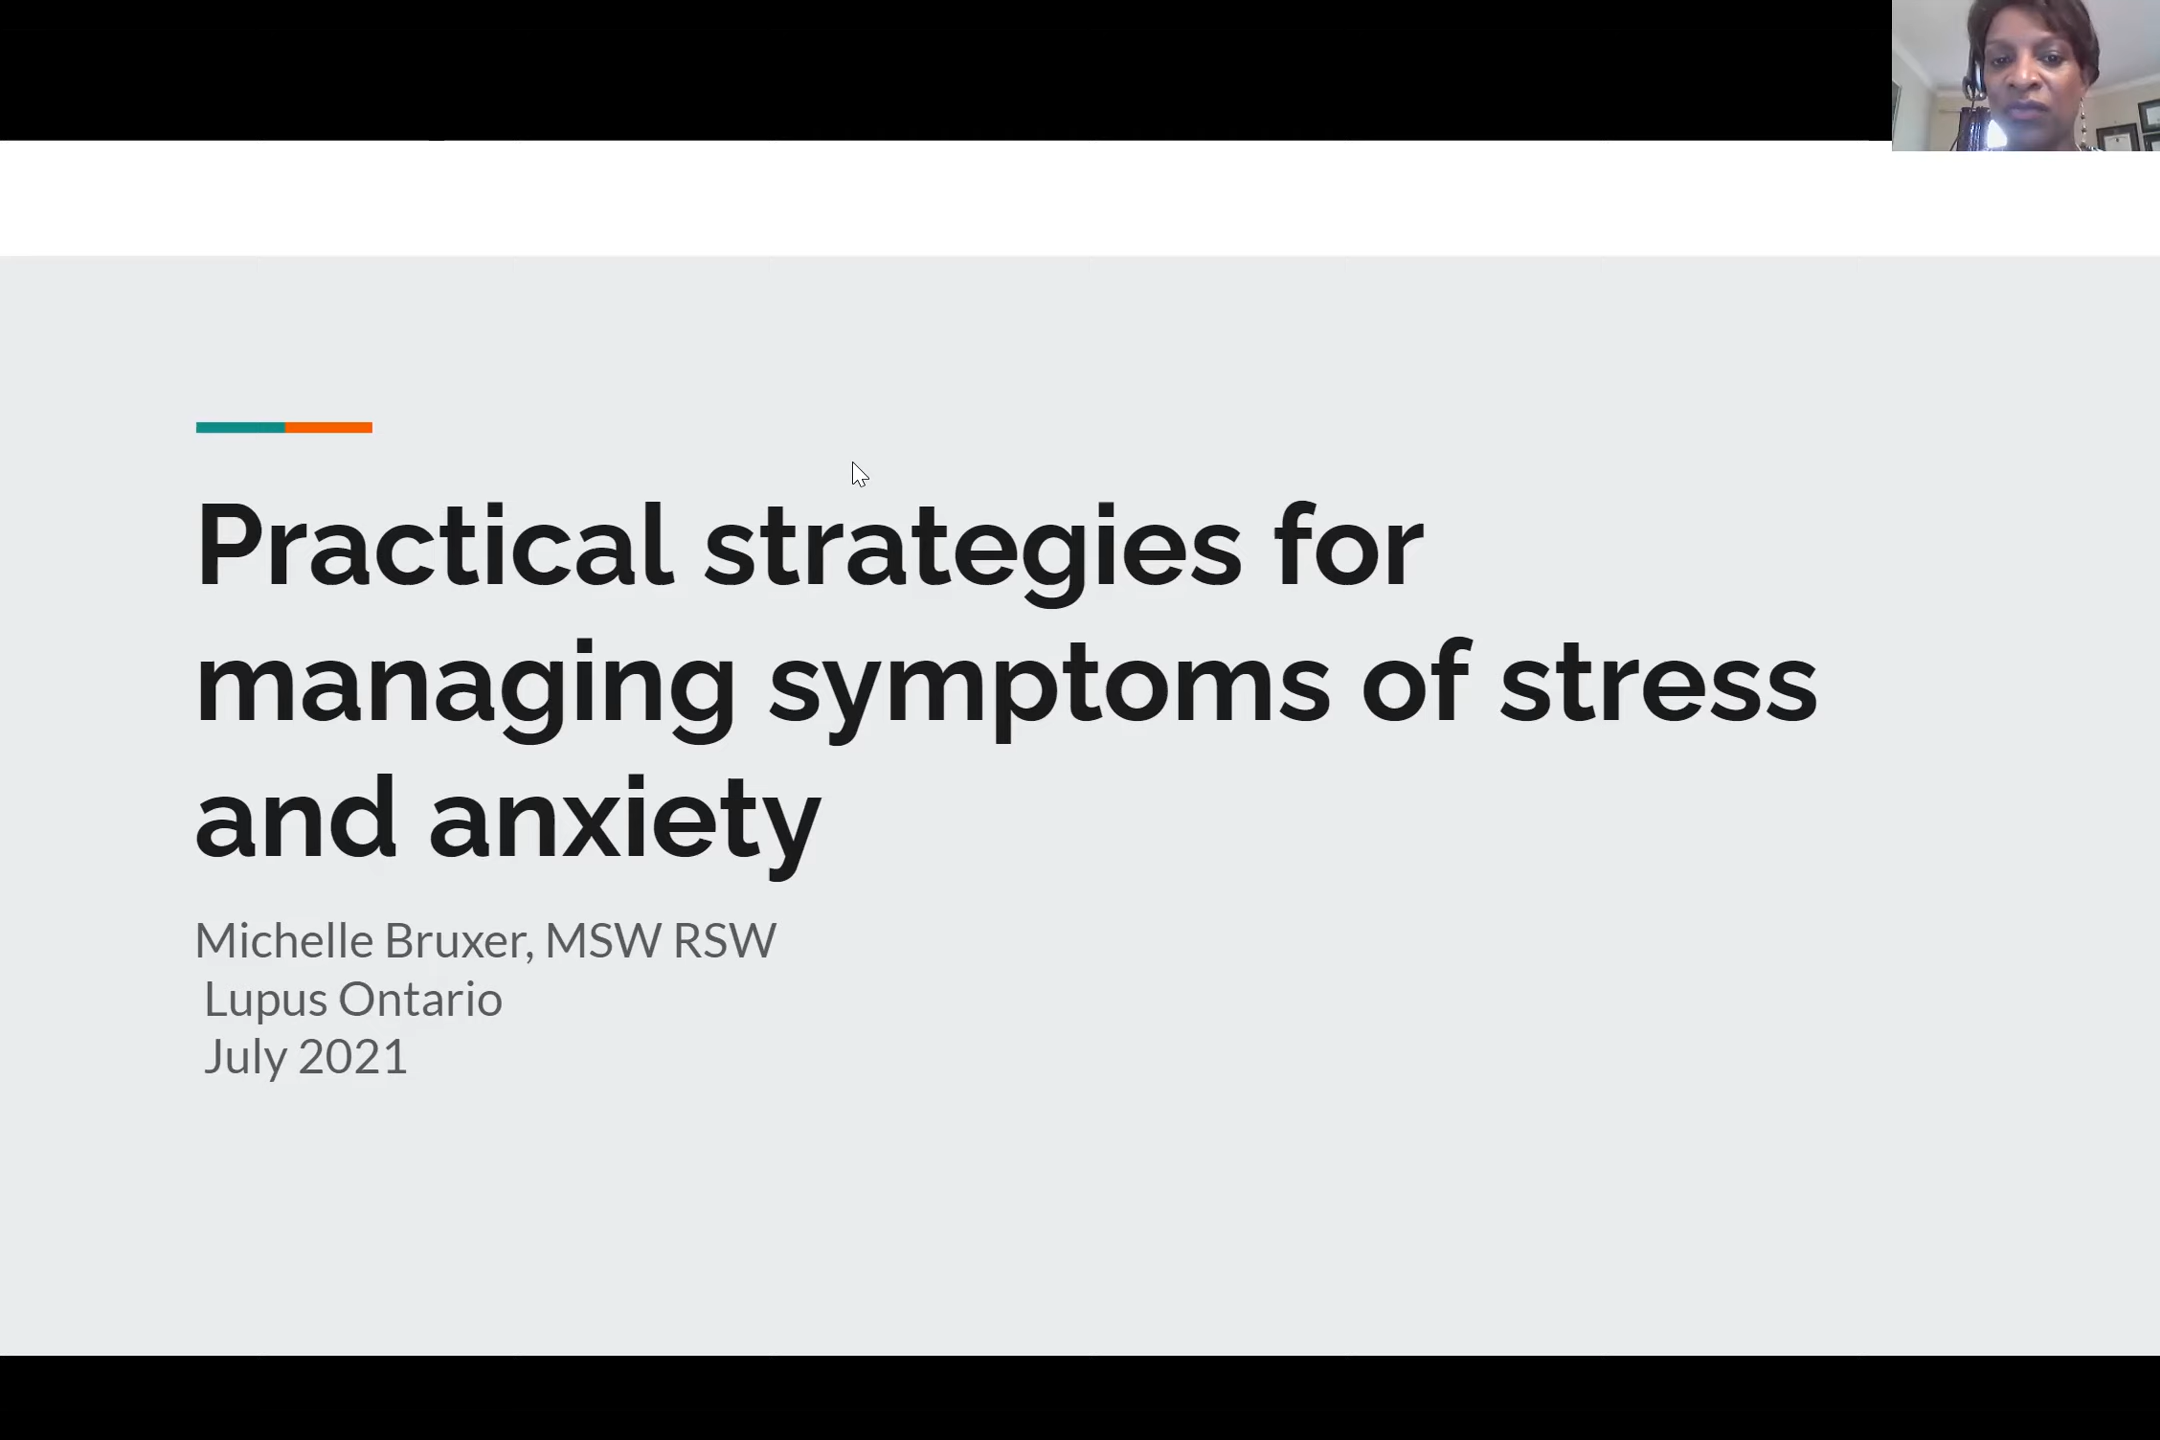 Practical strategies for
managing symptoms of stress
and anxiety
Michelle Bruxer, MSW RSW
Lupus Ontario
July 2021